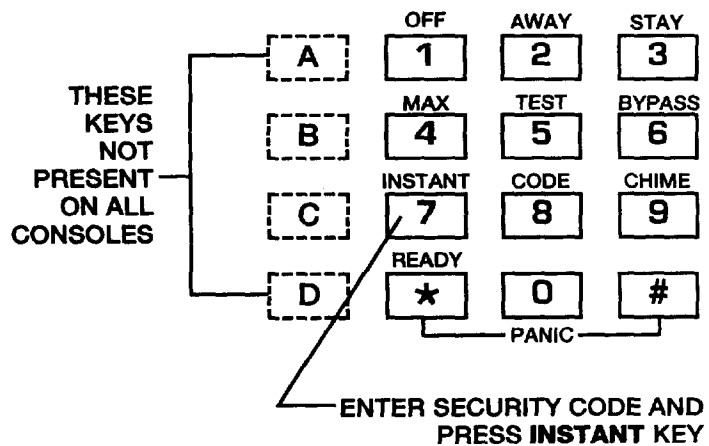 OFF AWAY STAY
A 1 2 3
THESE
KEYS
NOT
PRESENT
ON ALL
CONSOLES
MAX TEST BYPASS
B 4 5 6
INSTANT CODE CHIME
C 7 8 9
READY
D * 0 #
PANIC
ENTER SECURITY CODE AND
PRESS INSTANT KEY